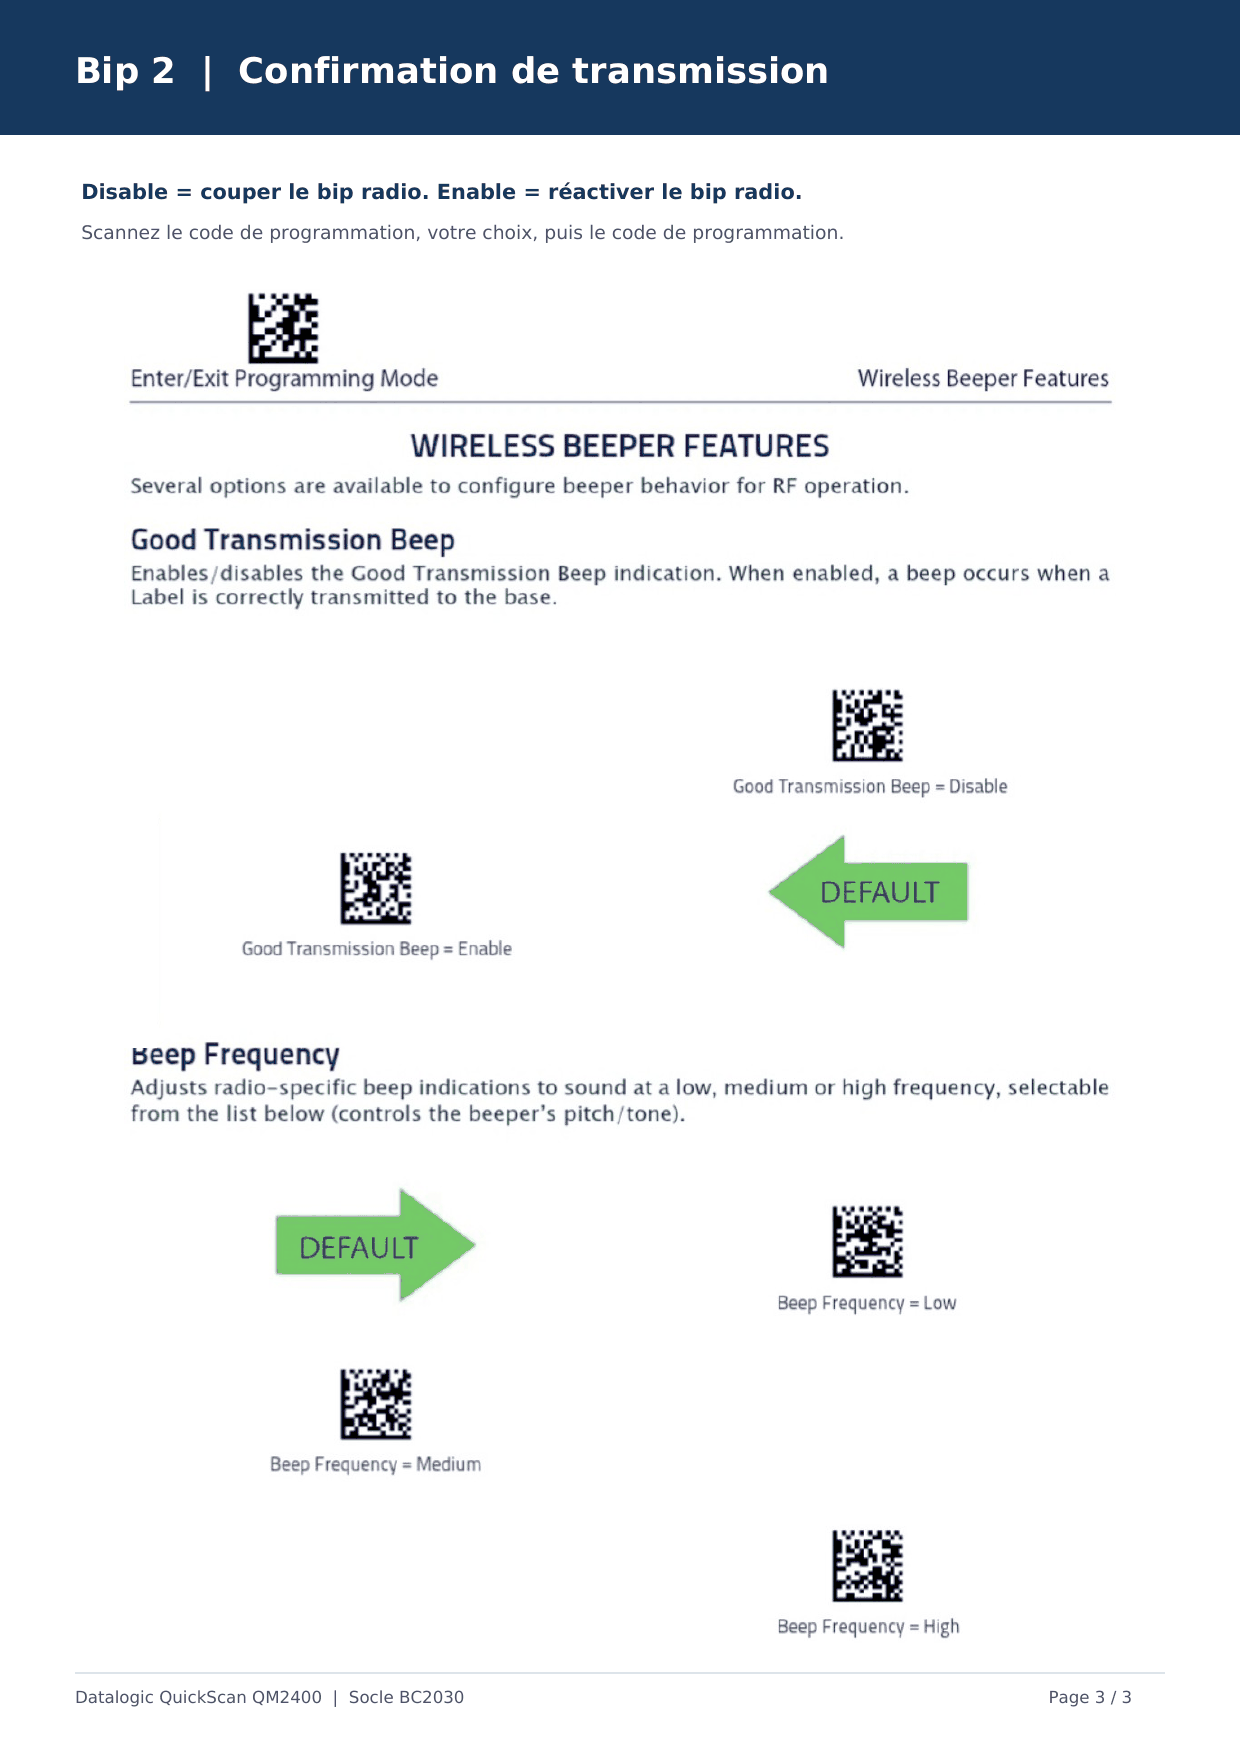 Bip 2 | Confirmation de transmission
Disable = couper le bip radio. Enable = réactiver le bip radio.
Scannez le code de programmation, votre choix, puis le code de programmation.
Enter/Exit Programming Mode
Wireless Beeper Features
WIRELESS BEEPER FEATURES
Several options are available to configure beeper behavior for RF operation.
Good Transmission Beep
Enables/disables the Good Transmission Beep indication. When enabled, a beep occurs when a
Label is correctly transmitted to the base.
Good Transmission Beep = Disable
DEFAULT
Good Transmission Beep = Enable
Beep Frequency
Adjusts radio-specific beep indications to sound at a low, medium or high frequency, selectable
from the list below (controls the beeper's pitch/tone).
DEFAULT
Beep Frequency = Low
Beep Frequency = Medium
Beep Frequency = High
Datalogic QuickScan QM2400 | Socle BC2030
Page 3 / 3